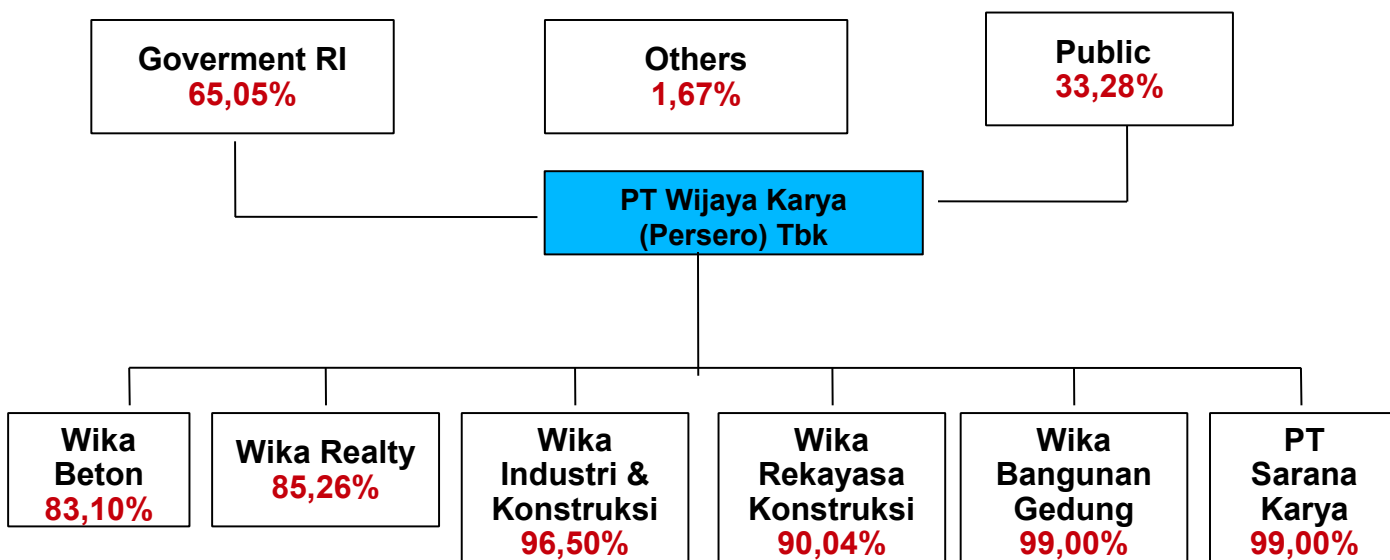 Goverment RI
65,05%
Others
1,67%
Public
33,28%
PT Wijaya Karya
(Persero) Tbk
Wika
Beton
83,10%
Wika Realty
85,26%
Wika
Industri &
Konstruksi
96,50%
Wika
Rekayasa
Konstruksi
90,04%
Wika
Bangunan
Gedung
99,00%
PT
Sarana
Karya
99,00%